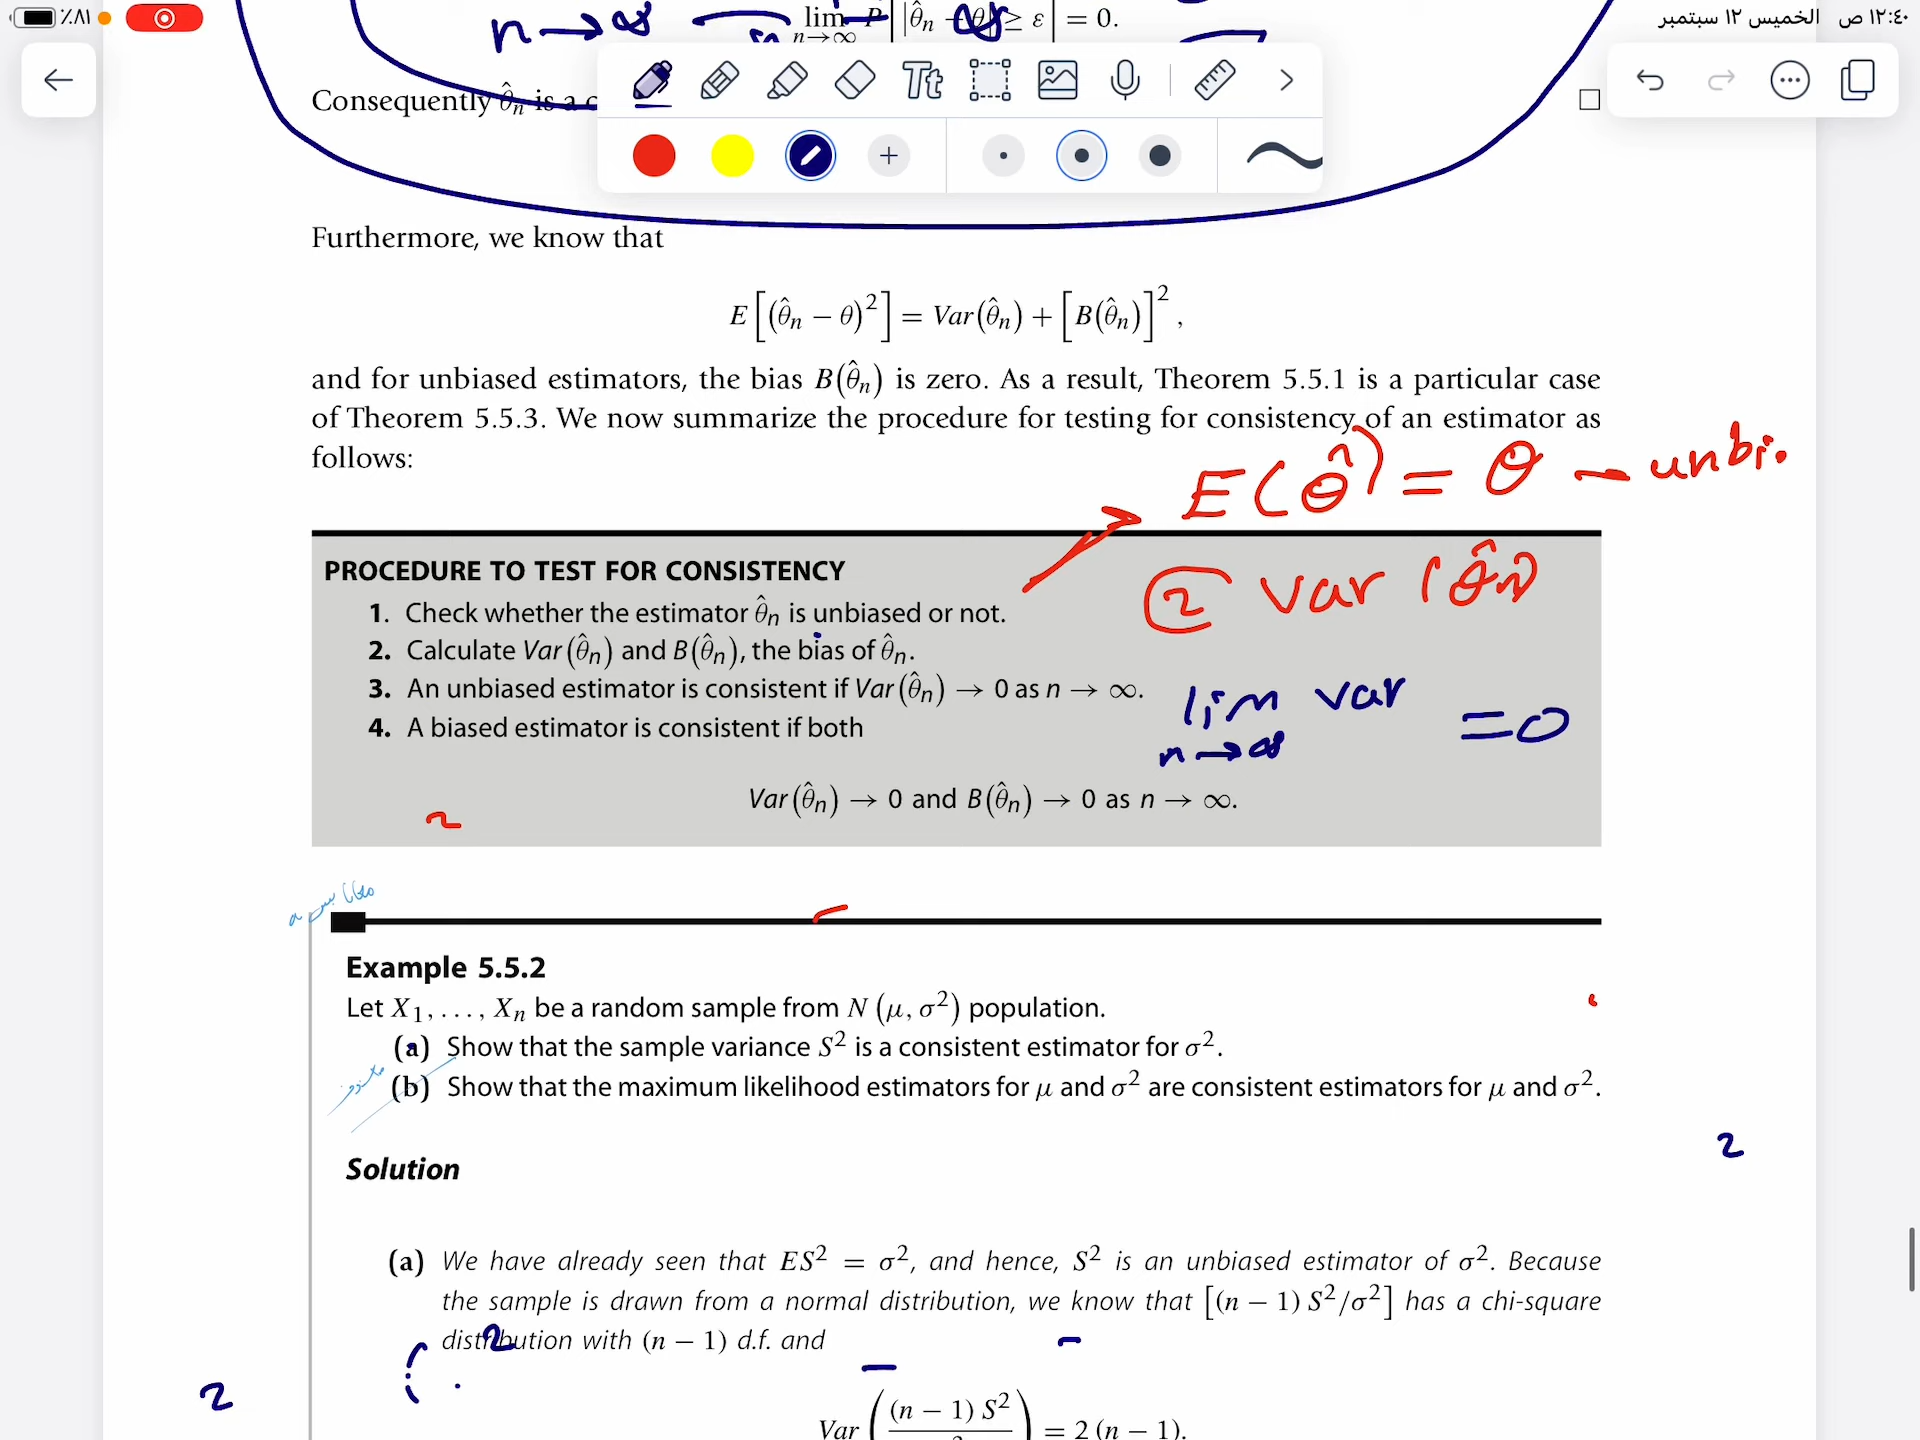 ٪٨١
١٢:٤٠ ص الخميس ١٢ سبتمبر
n → ∞
lim n→∞ P |θ̂n − θ| ≥ ε = 0.
Consequently θ̂n is a c
Tt
Furthermore, we know that
E[(θ̂n − θ)²] = Var(θ̂n) + [B(θ̂n)]²,
and for unbiased estimators, the bias B(θ̂n) is zero. As a result, Theorem 5.5.1 is a particular case
of Theorem 5.5.3. We now summarize the procedure for testing for consistency of an estimator as
follows:
E(θ̂) = θ – unbi.
PROCEDURE TO TEST FOR CONSISTENCY
② var (θ̂n)
1. Check whether the estimator θ̂n is unbiased or not.
2. Calculate Var(θ̂n) and B(θ̂n), the bias of θ̂n.
3. An unbiased estimator is consistent if Var(θ̂n) → 0 as n → ∞.
lim n→∞ var = 0
4. A biased estimator is consistent if both
Var(θ̂n) → 0 and B(θ̂n) → 0 as n → ∞.
2
Example 5.5.2
Let X1, . . . , Xn be a random sample from N (μ, σ²) population.
(a) Show that the sample variance S² is a consistent estimator for σ².
(b) Show that the maximum likelihood estimators for μ and σ² are consistent estimators for μ and σ².
2
Solution
(a) We have already seen that ES² = σ², and hence, S² is an unbiased estimator of σ². Because
the sample is drawn from a normal distribution, we know that [(n − 1) S²/σ²] has a chi-square
distribution with (n − 1) d.f. and
2
2
Var ((n − 1) S² / ²) = 2 (n − 1).